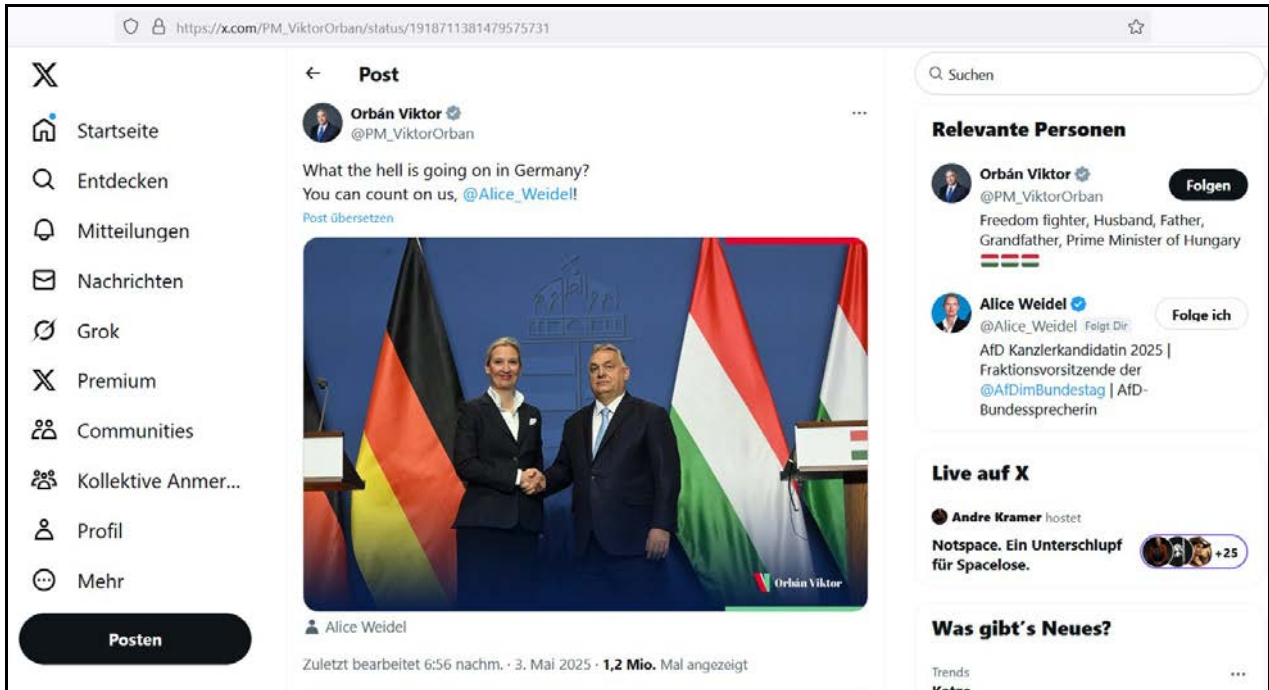 https://x.com/PM_ViktorOrban/status/1918711381479575731
Startseite
Entdecken
Mitteilungen
Nachrichten
Grok
Premium
Communities
Kollektive Anmer...
Profil
Mehr
Posten
Post
Orbán Viktor
@PM_ViktorOrban
What the hell is going on in Germany?
You can count on us, @Alice_Weidel!
Post übersetzen
Orbán Viktor
Alice Weidel
Zuletzt bearbeitet 6:56 nachm. · 3. Mai 2025 · 1,2 Mio. Mal angezeigt
Suchen
Relevante Personen
Orbán Viktor
@PM_ViktorOrban
Folgen
Freedom fighter, Husband, Father,
Grandfather, Prime Minister of Hungary
Alice Weidel
@Alice_Weidel Folgt Dir
Folge ich
AfD Kanzlerkandidatin 2025 |
Fraktionsvorsitzende der
@AfDimBundestag | AfD-
Bundessprecherin
Live auf X
Andre Kramer hostet
Notspace. Ein Unterschlupf
für Spacelose.
+25
Was gibt´s Neues?
Trends